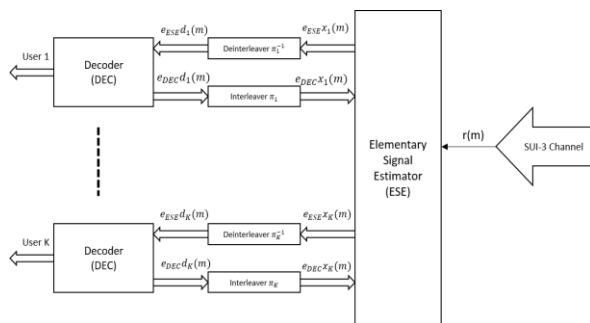 e_{ESE}d_1(m) e_{ESE}x_1(m)
User 1 Decoder (DEC) Deinterleaver π_1^{-1}
e_{DEC}d_1(m) e_{DEC}x_1(m)
Interleaver π_1
Elementary
Signal
Estimator
(ESE)
r(m)
SUI-3 Channel
e_{ESE}d_K(m) e_{ESE}x_K(m)
User K Decoder (DEC) Deinterleaver π_K^{-1}
e_{DEC}d_K(m) e_{DEC}x_K(m)
Interleaver π_K